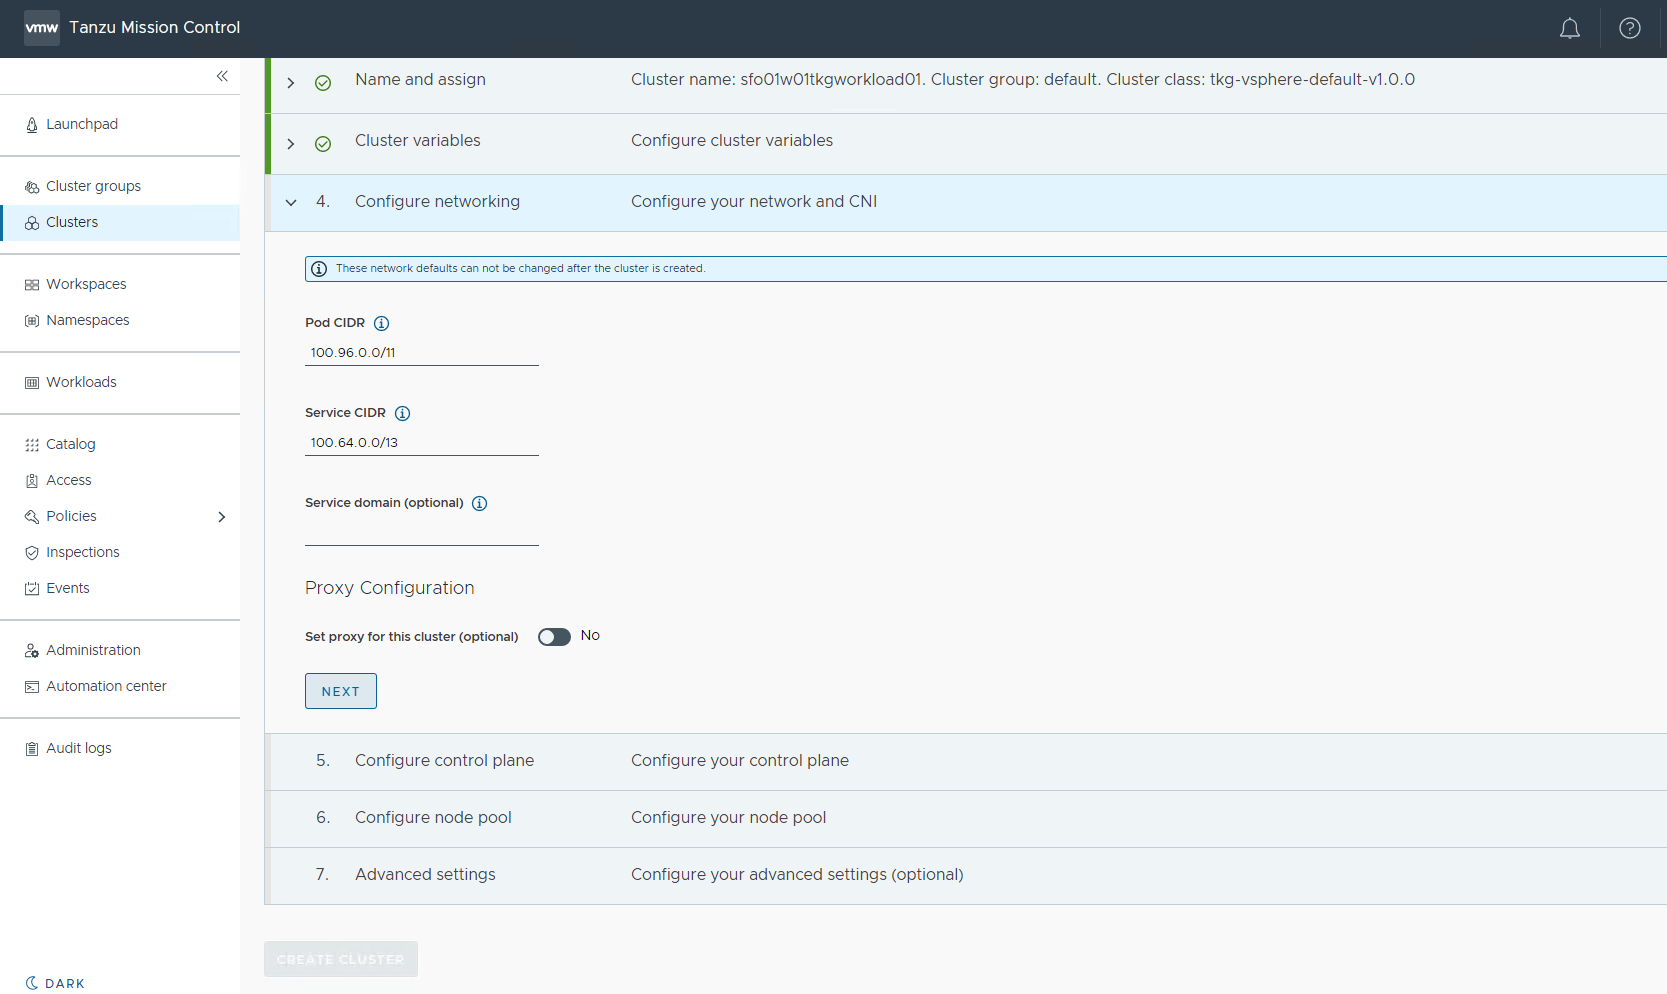 vmw Tanzu Mission Control
Launchpad
Cluster groups
Clusters
Workspaces
Namespaces
Workloads
Catalog
Access
Policies
Inspections
Events
Administration
Automation center
Audit logs
DARK
Name and assign Cluster name: sfo01w01tkgworkload01. Cluster group: default. Cluster class: tkg-vsphere-default-v1.0.0
Cluster variables Configure cluster variables
4. Configure networking Configure your network and CNI
These network defaults can not be changed after the cluster is created.
Pod CIDR
100.96.0.0/11
Service CIDR
100.64.0.0/13
Service domain (optional)
Proxy Configuration
Set proxy for this cluster (optional) No
NEXT
5. Configure control plane Configure your control plane
6. Configure node pool Configure your node pool
7. Advanced settings Configure your advanced settings (optional)
CREATE CLUSTER